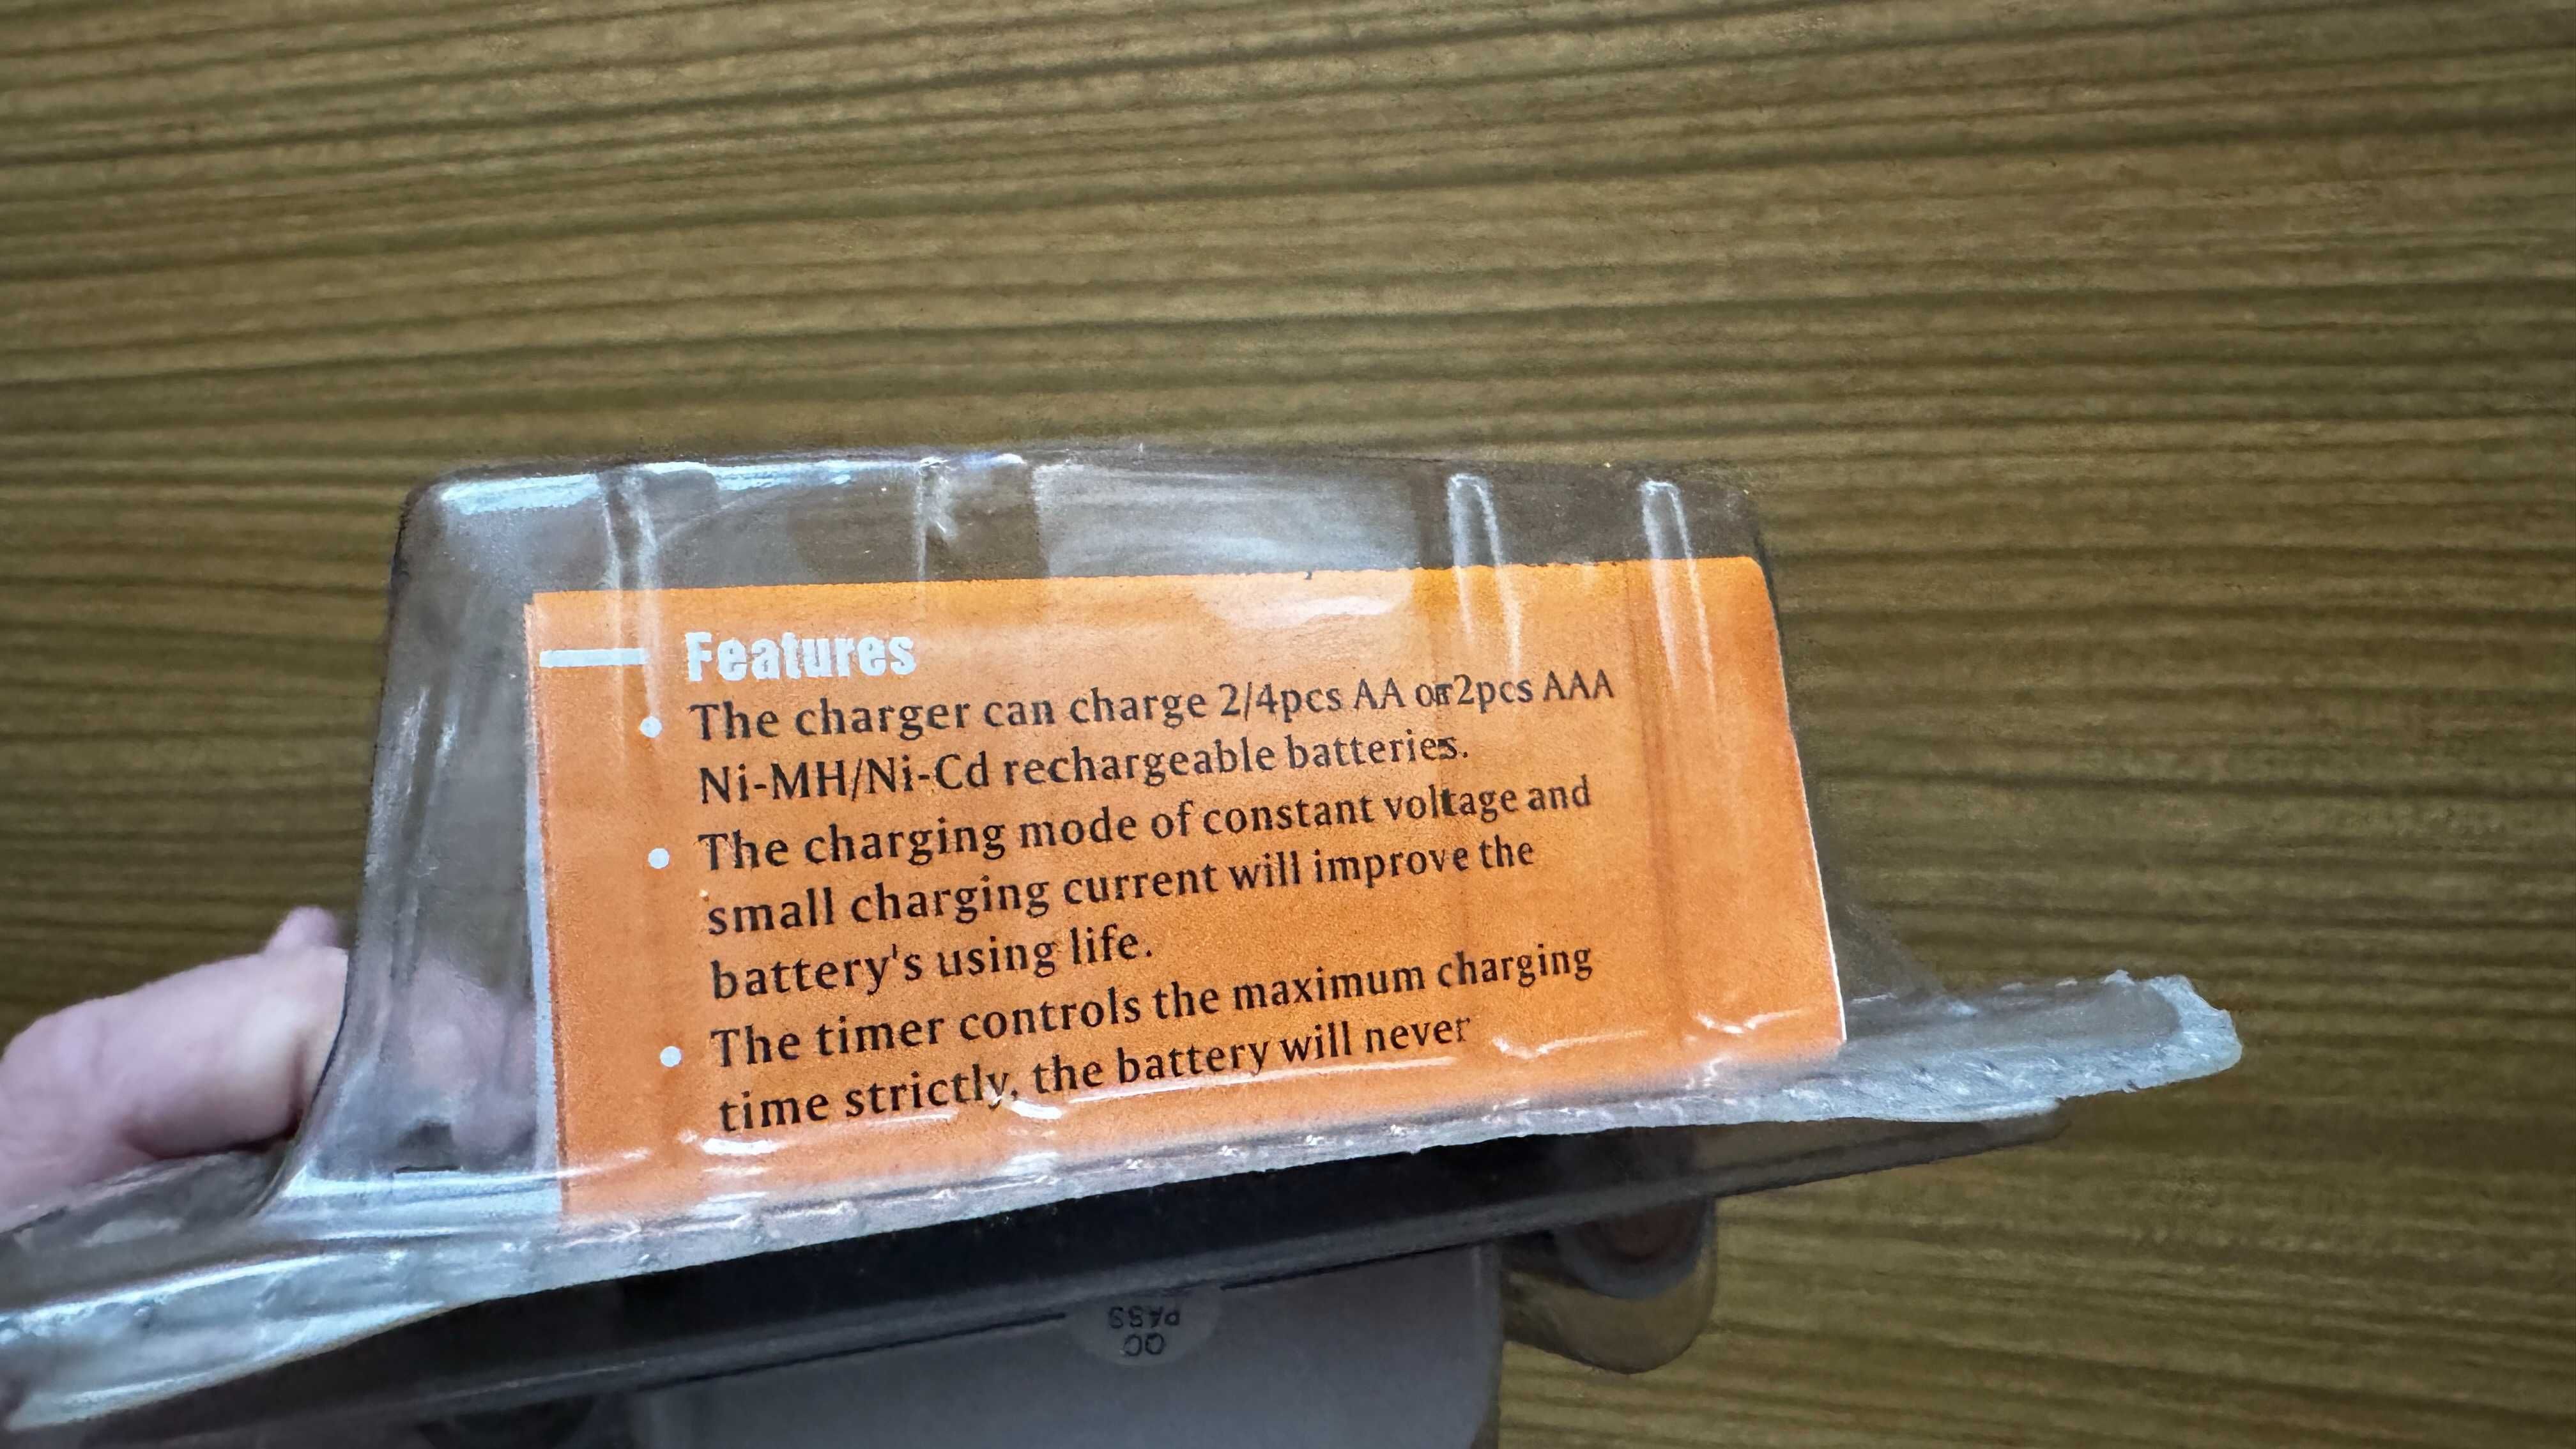 Features
The charger can charge 2/4pcs AA or 2pcs AAA
Ni-MH/Ni-Cd rechargeable batteries.
The charging mode of constant voltage and
small charging current will improve the
battery's using life.
The timer controls the maximum charging
time strictly, the battery will never
QC
PASS